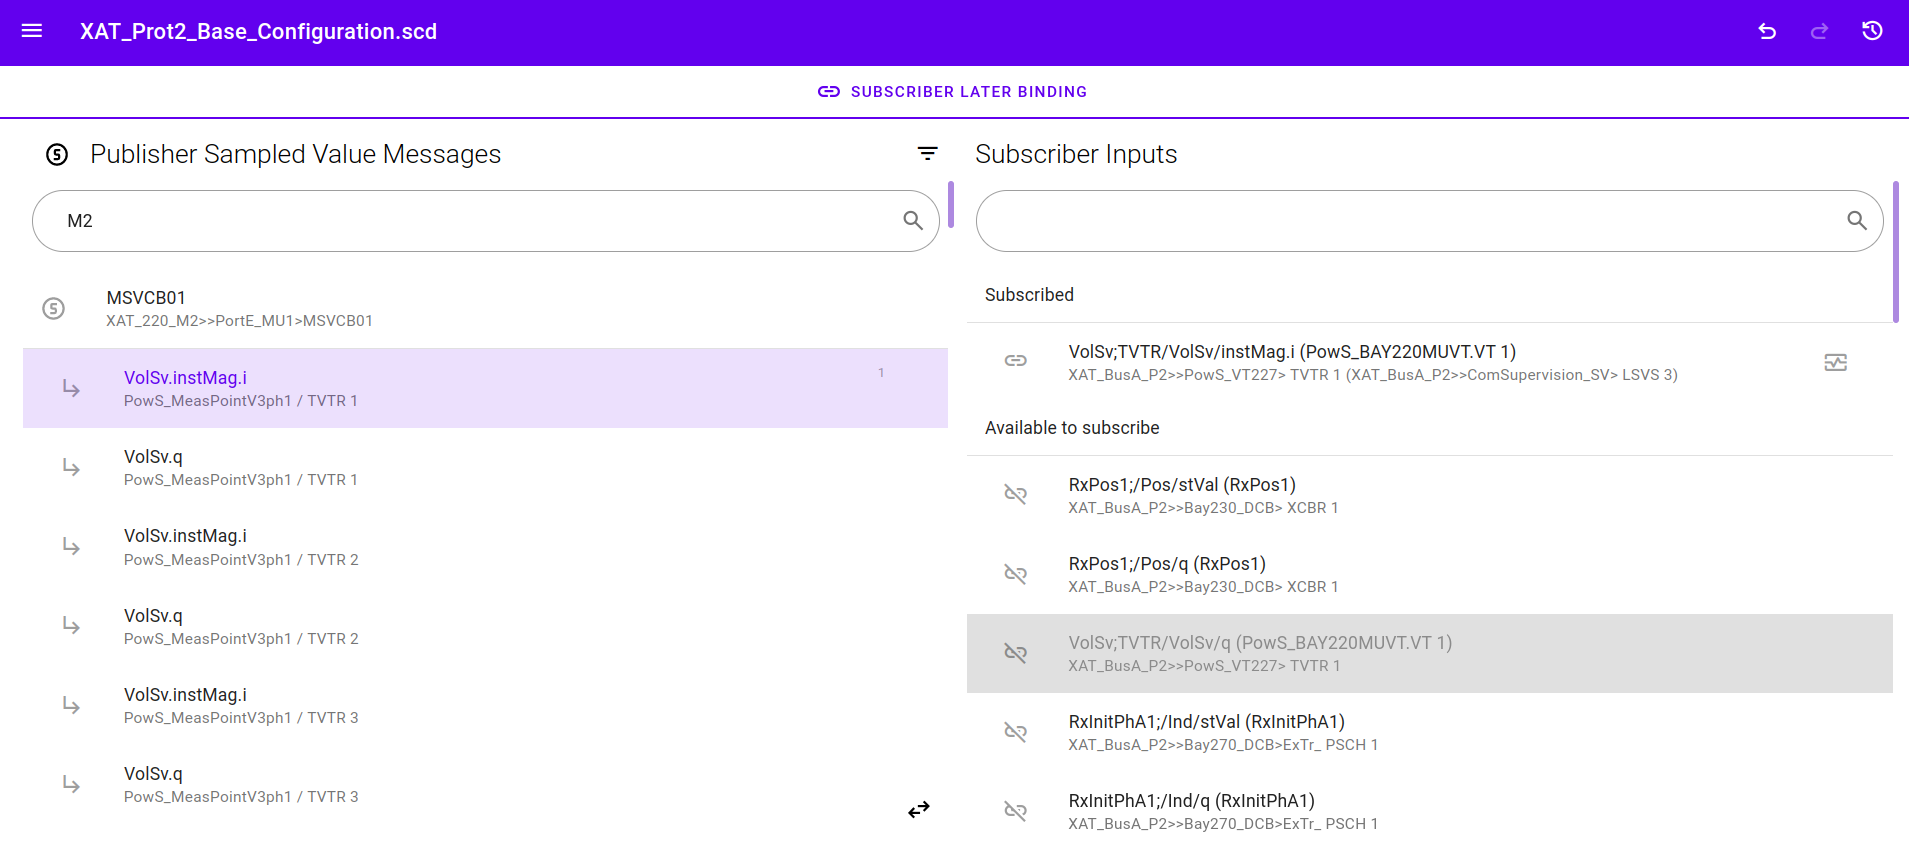 XAT_Prot2_Base_Configuration.scd
SUBSCRIBER LATER BINDING
Publisher Sampled Value Messages
M2
MSVCB01
XAT_220_M2>>PortE_MU1>MSVCB01
VolSv.instMag.i
1
PowS_MeasPointV3ph1 / TVTR 1
VolSv.q
PowS_MeasPointV3ph1 / TVTR 1
VolSv.instMag.i
PowS_MeasPointV3ph1 / TVTR 2
VolSv.q
PowS_MeasPointV3ph1 / TVTR 2
VolSv.instMag.i
PowS_MeasPointV3ph1 / TVTR 3
VolSv.q
PowS_MeasPointV3ph1 / TVTR 3
Subscriber Inputs
Subscribed
VolSv;TVTR/VolSv/instMag.i (PowS_BAY220MUVT.VT 1)
XAT_BusA_P2>>PowS_VT227> TVTR 1 (XAT_BusA_P2>>ComSupervision_SV> LSVS 3)
Available to subscribe
RxPos1;/Pos/stVal (RxPos1)
XAT_BusA_P2>>Bay230_DCB> XCBR 1
RxPos1;/Pos/q (RxPos1)
XAT_BusA_P2>>Bay230_DCB> XCBR 1
VolSv;TVTR/VolSv/q (PowS_BAY220MUVT.VT 1)
XAT_BusA_P2>>PowS_VT227> TVTR 1
RxInitPhA1;/Ind/stVal (RxInitPhA1)
XAT_BusA_P2>>Bay270_DCB>ExTr_ PSCH 1
RxInitPhA1;/Ind/q (RxInitPhA1)
XAT_BusA_P2>>Bay270_DCB>ExTr_ PSCH 1